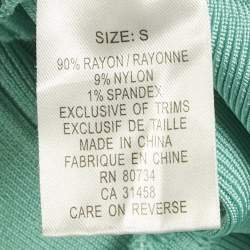 SIZE: S
90% RAYON/RAYONNE
9% NYLON
1% SPANDEX
EXCLUSIVE OF TRIMS
EXCLUSIF DE TAILLE
MADE IN CHINA
FABRIQUE EN CHINE
RN 80734
CA 31458
CARE ON REVERSE